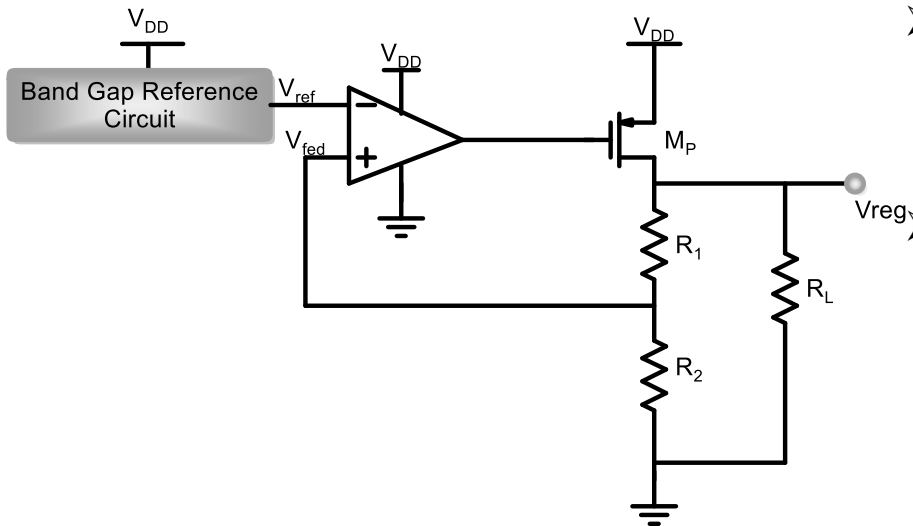 V_DD
Band Gap Reference
Circuit
V_ref
V_fed
V_DD
−
+
V_DD
M_P
Vreg
R_1
R_L
R_2